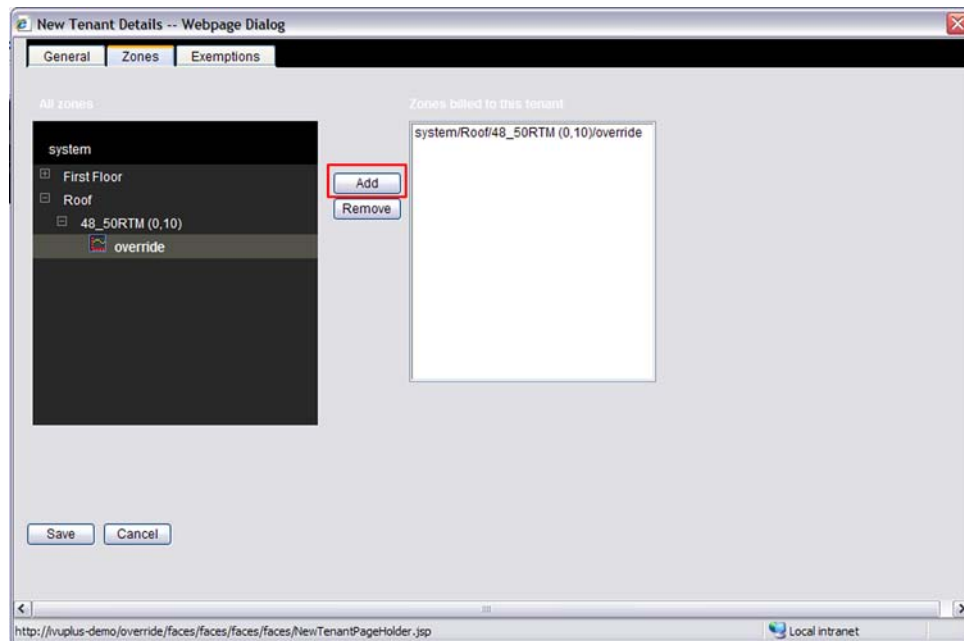 New Tenant Details -- Webpage Dialog
General Zones Exemptions
All zones
Zones billed to this tenant
system
First Floor
Roof
48_50RTM (0,10)
override
Add
Remove
system/Roof/48_50RTM (0,10)/override
Save Cancel
http://ivuplus-demo/override/faces/faces/faces/faces/NewTenantPageHolder.jsp
Local intranet